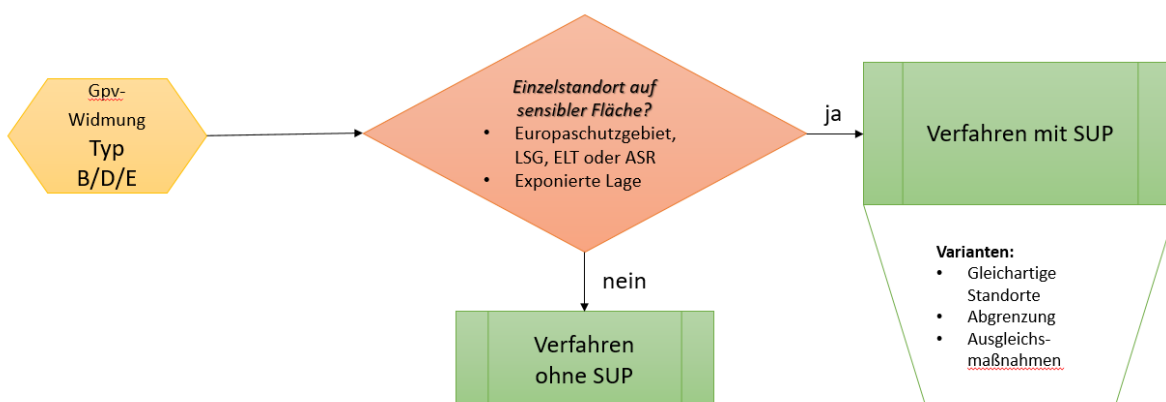 Gpv-
Widmung
Typ
B/D/E
Einzelstandort auf
sensibler Fläche?
• Europaschutzgebiet,
LSG, ELT oder ASR
• Exponierte Lage
ja
Verfahren mit SUP
nein
Verfahren
ohne SUP
Varianten:
• Gleichartige
Standorte
• Abgrenzung
• Ausgleichs-
maßnahmen